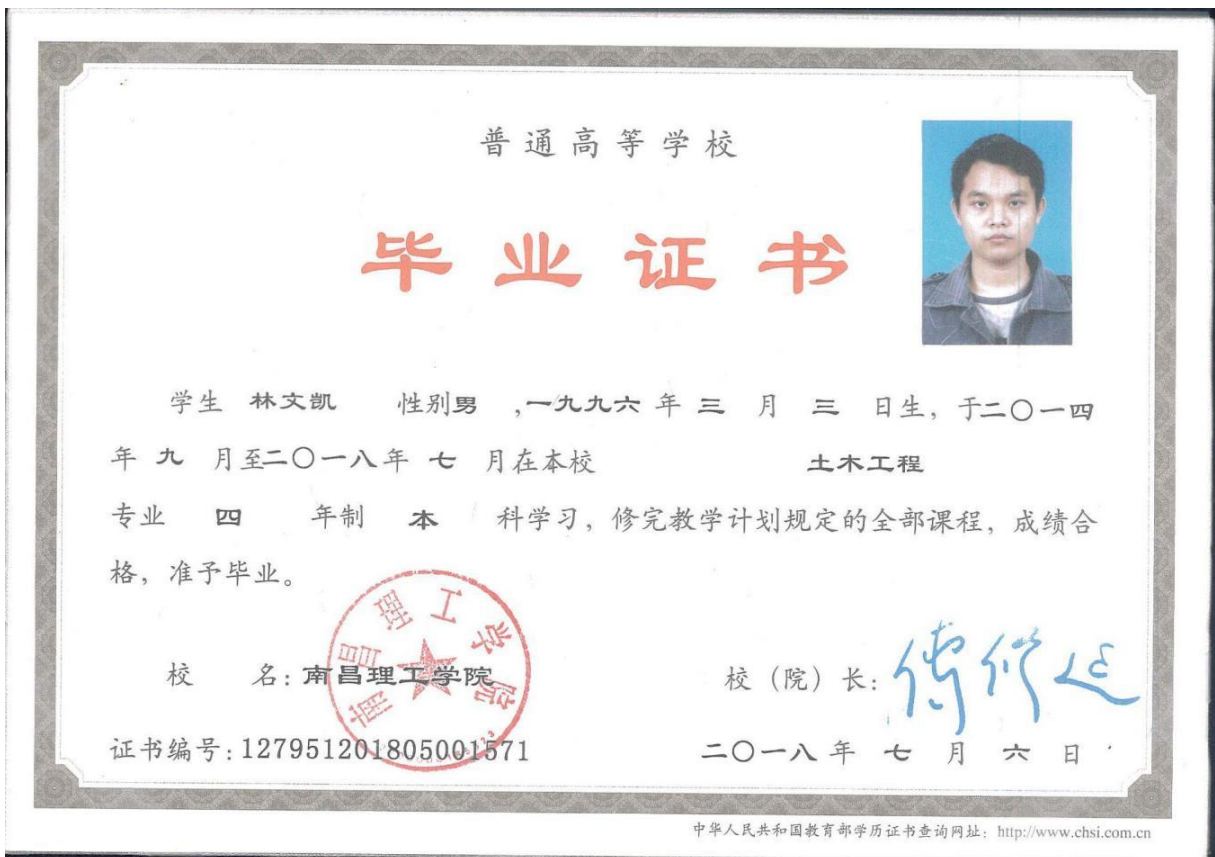 普通高等学校
毕业证书
学生 林文凯 性别男 ,一九九六 年 三 月 三 日生，于二〇一四
年 九 月至二〇一八年 七 月在本校 土木工程
专业 四 年制 本 科学习，修完教学计划规定的全部课程，成绩合
格，准予毕业。
南昌理工学院
校 名：南昌理工学院 校（院）长：
证书编号：127951201805001571 二〇一八年 七 月 六 日
中华人民共和国教育部学历证书查询网址：http://www.chsi.com.cn